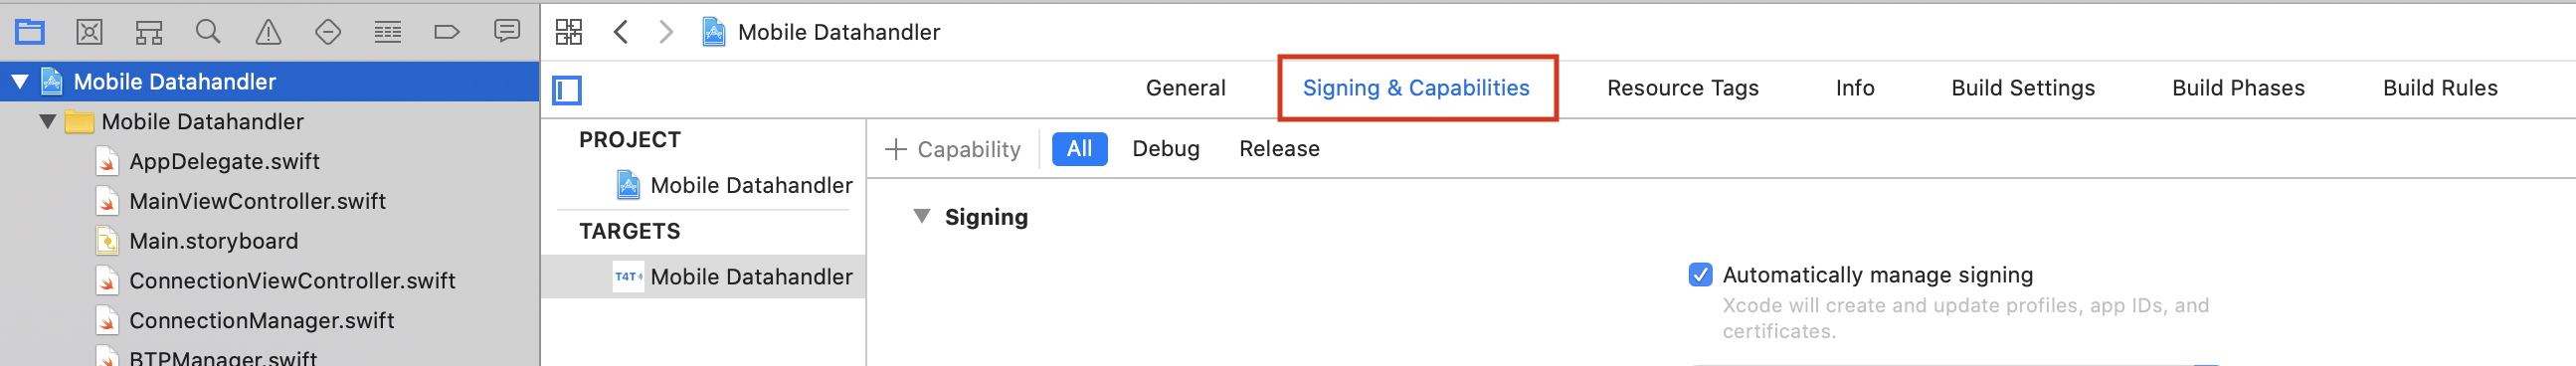 Mobile Datahandler
Mobile Datahandler
AppDelegate.swift
MainViewController.swift
Main.storyboard
ConnectionViewController.swift
ConnectionManager.swift
BTPManager.swift
Mobile Datahandler
General Signing & Capabilities Resource Tags Info Build Settings Build Phases Build Rules
PROJECT
Mobile Datahandler
TARGETS
T4T Mobile Datahandler
+ Capability All Debug Release
Signing
Automatically manage signing
Xcode will create and update profiles, app IDs, and
certificates.